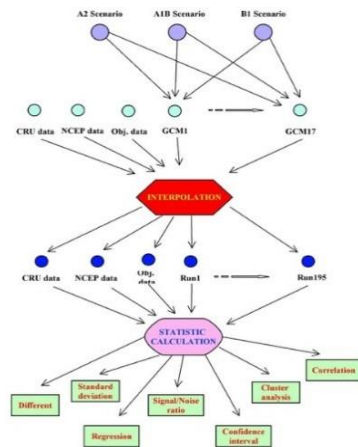 A2 Scenario A1B Scenario B1 Scenario
CRU data NCEP data Obj. data GCM1 GCM17
INTERPOLATION
CRU data NCEP data Obj. data Run1 Run195
STATISTIC
CALCULATION
Different
Standard
deviation
Regression
Signal/Noise
ratio
Confidence
interval
Cluster
analysis
Correlation